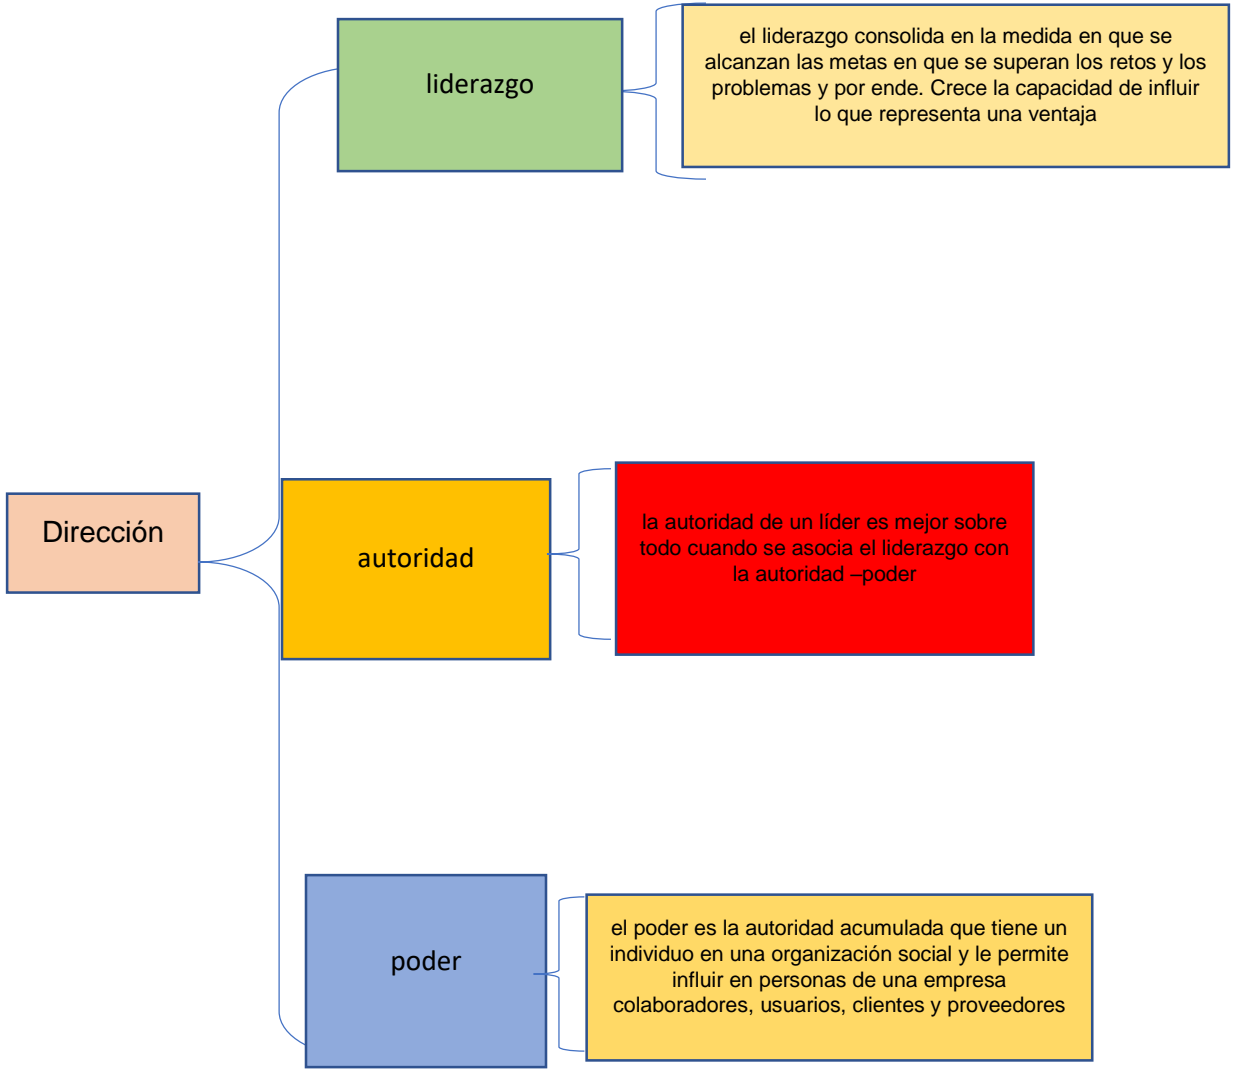 liderazgo
el liderazgo consolida en la medida en que se
alcanzan las metas en que se superan los retos y los
problemas y por ende. Crece la capacidad de influir
lo que representa una ventaja
Dirección
autoridad
la autoridad de un líder es mejor sobre
todo cuando se asocia el liderazgo con
la autoridad –poder
poder
el poder es la autoridad acumulada que tiene un
individuo en una organización social y le permite
influir en personas de una empresa
colaboradores, usuarios, clientes y proveedores